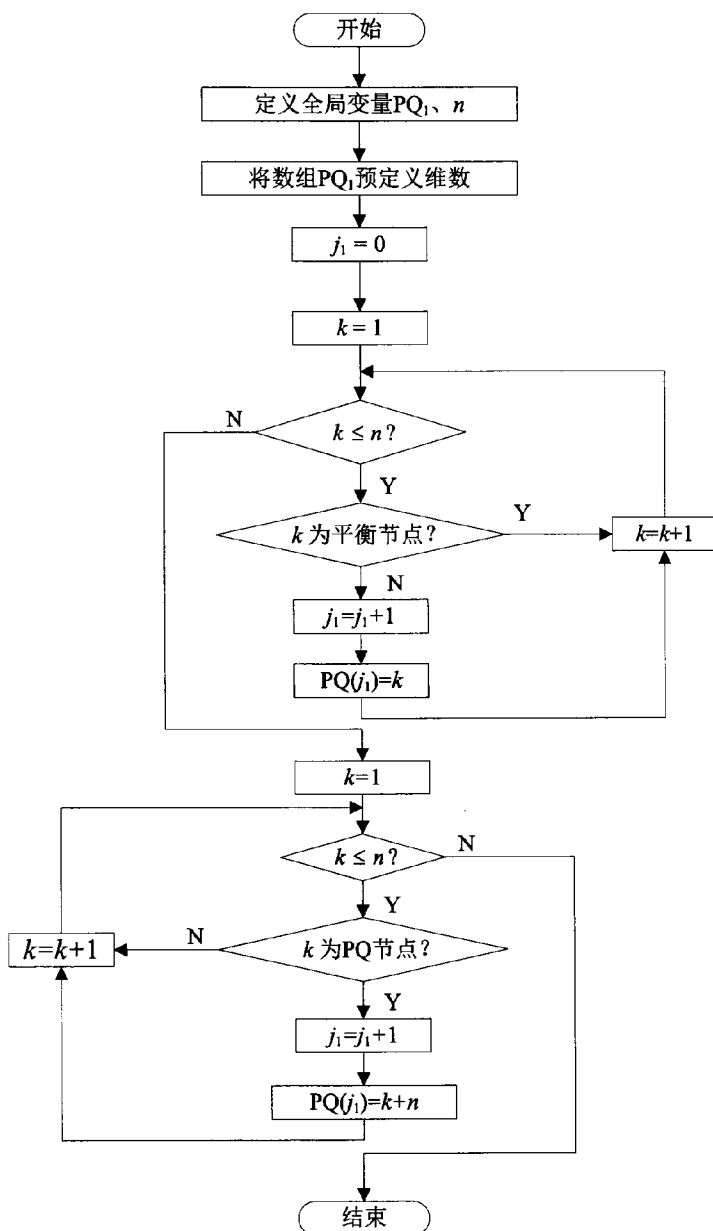 开始
定义全局变量PQ₁、n
将数组PQ₁预定义维数
j₁ = 0
k = 1
N
k ≤ n?
Y
k 为平衡节点?
Y
k=k+1
N
j₁=j₁+1
PQ(j₁)=k
k=1
k ≤ n?
N
Y
k=k+1
N
k 为PQ节点?
Y
j₁=j₁+1
PQ(j₁)=k+n
结束